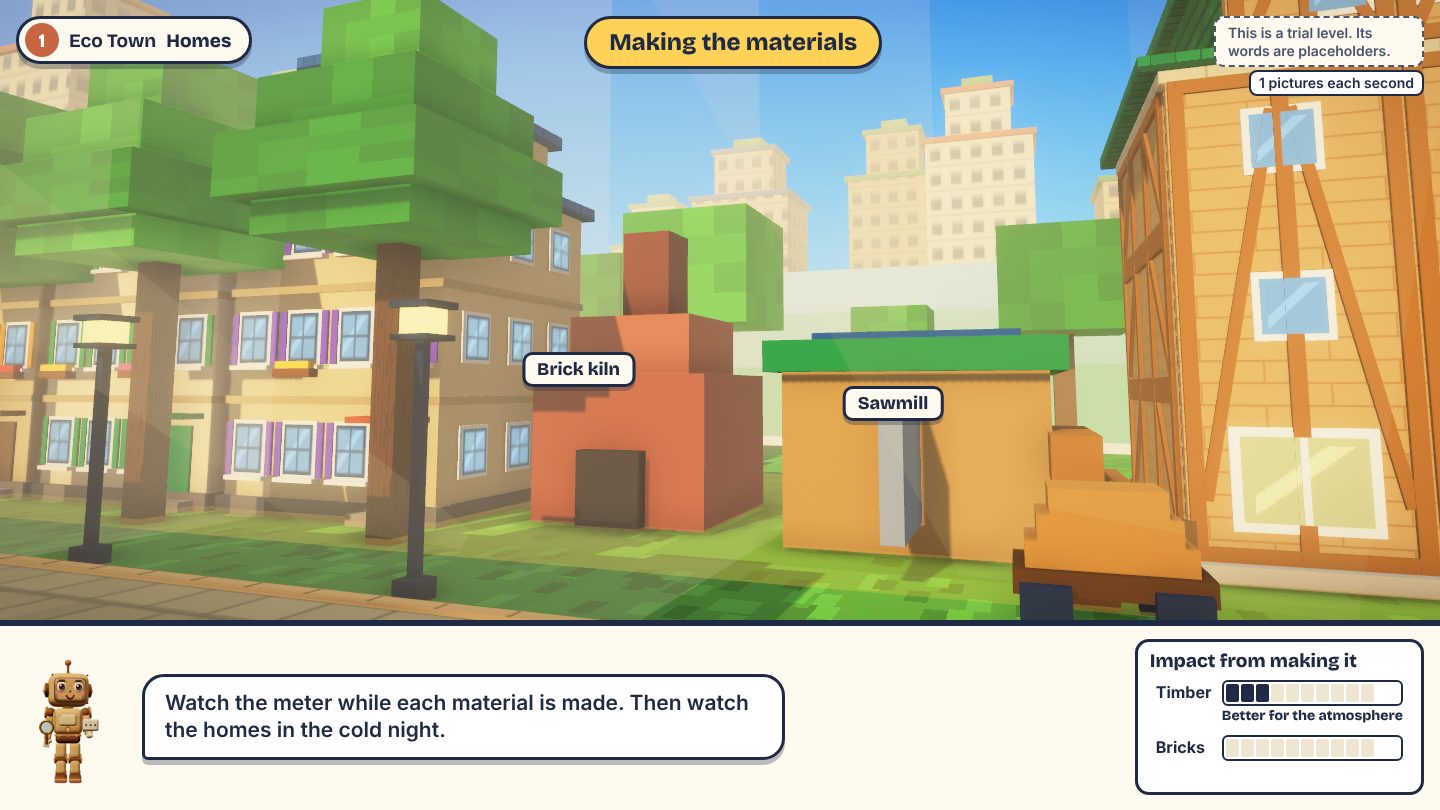 1 Eco Town Homes
Making the materials
This is a trial level. Its
words are placeholders.
1 pictures each second
Brick kiln
Sawmill
Watch the meter while each material is made. Then watch
the homes in the cold night.
Impact from making it
Timber
Better for the atmosphere
Bricks